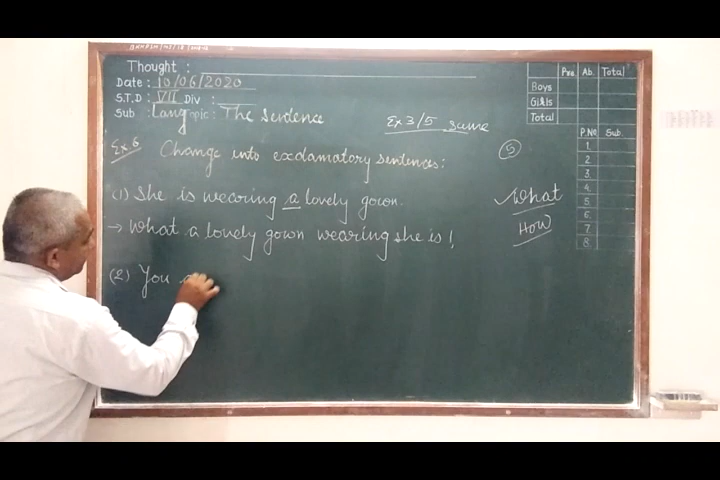 Thought :
Date : 10/06/2020
S.T.D : VII Div :
Sub : Lang Topic : The Sentence
Ex 3/5 same
Ex 6 Change into exclamatory sentences : 5
(1) She is wearing a lovely gown.
→ What a lovely gown wearing she is !
(2) You
What
How
Pre. Ab. Total
Boys
Girls
Total
P.No Sub.
1.
2.
3.
4.
5.
6.
7.
8.